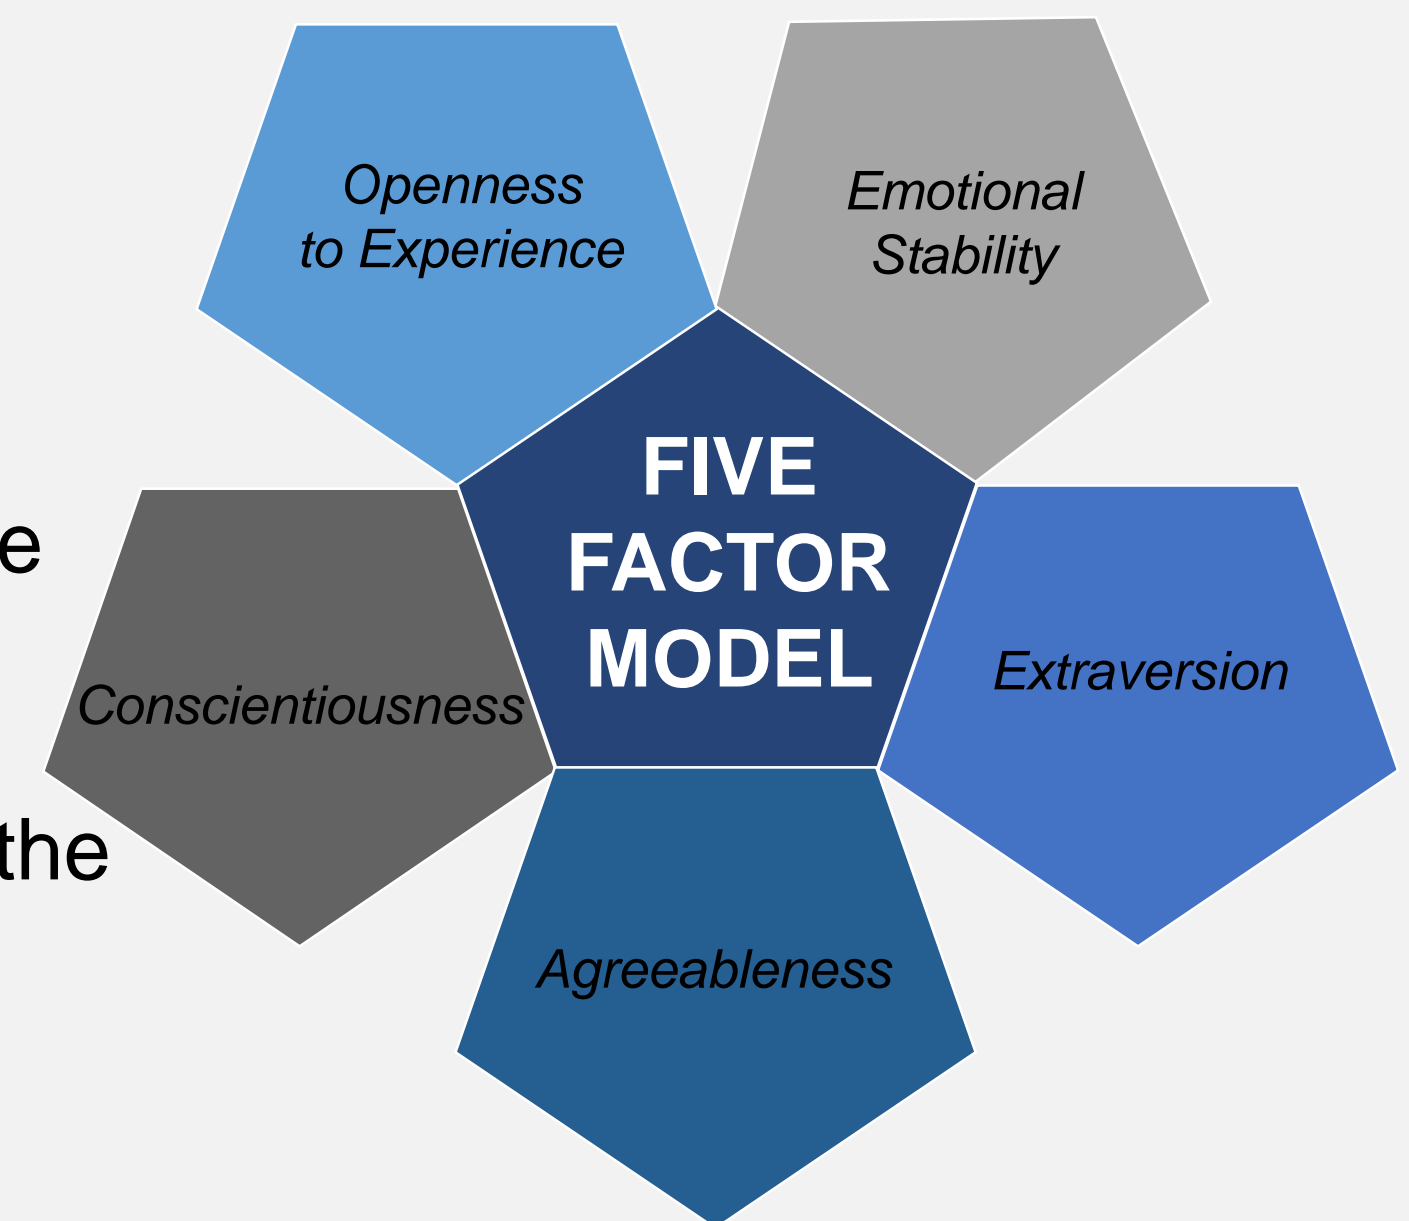 Openness
to Experience
Emotional
Stability
FIVE
FACTOR
MODEL
e
Conscientiousness
Extraversion
the
Agreeableness